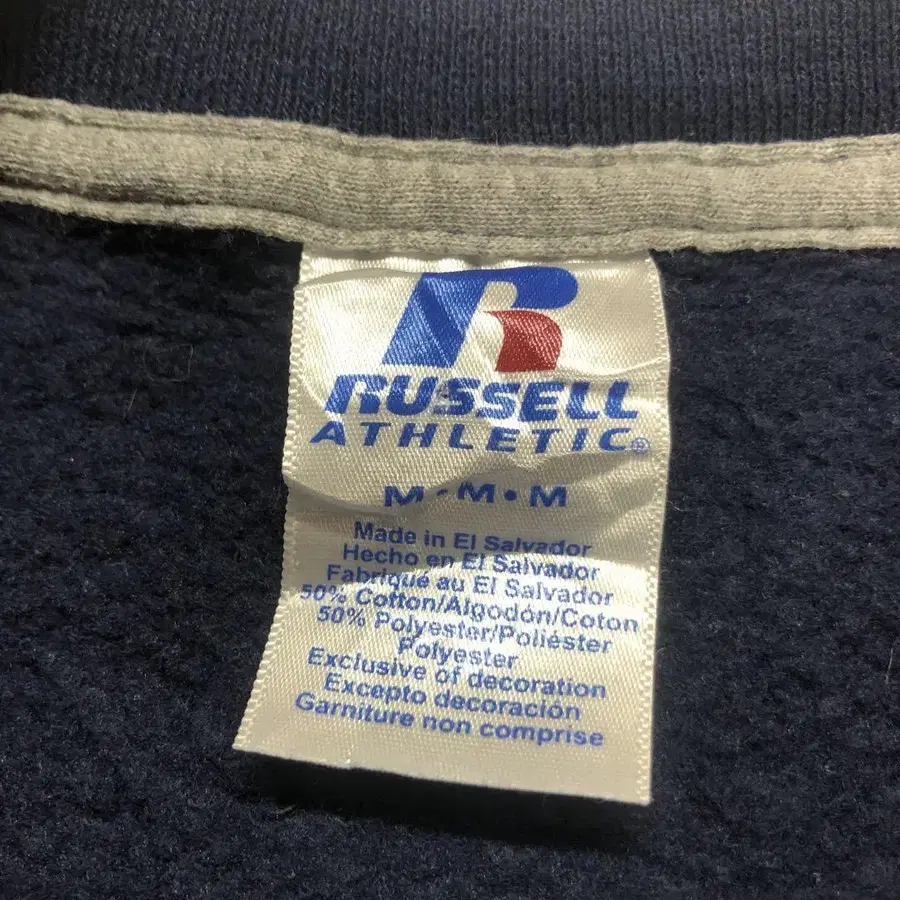 R
RUSSELL
ATHLETIC®
M • M • M
Made in El Salvador
Hecho en El Salvador
Fabriqué au El Salvador
50% Cotton/Algodón/Coton
50% Polyester/Poliéster
Polyester
Exclusive of decoration
Excepto decoración
Garniture non comprise